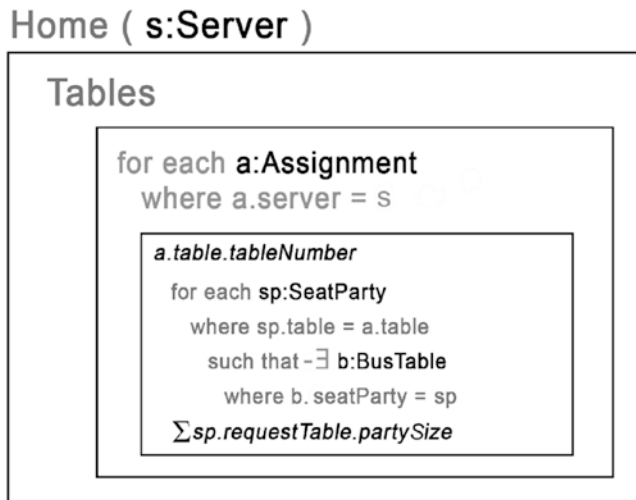 Home ( s:Server )
Tables
for each a:Assignment
where a.server = s
a.table.tableNumber
for each sp:SeatParty
where sp.table = a.table
such that -∃ b:BusTable
where b. seatParty = sp
∑sp.requestTable.partySize